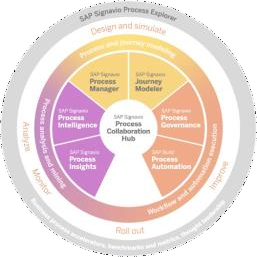 SAP Signavio Process Explorer
Design and simulate
Process and journey modeling
SAP Signavio
Process
Manager
SAP Signavio
Journey
Modeler
SAP Signavio
Process
Intelligence
SAP Signavio
Process
Collaboration
Hub
SAP Signavio
Process
Governance
SAP Signavio
Process
Insights
SAP Build
Process
Automation
Process analysis and mining
Workflow and automation execution
Analyze
Monitor
Improve
Roll out